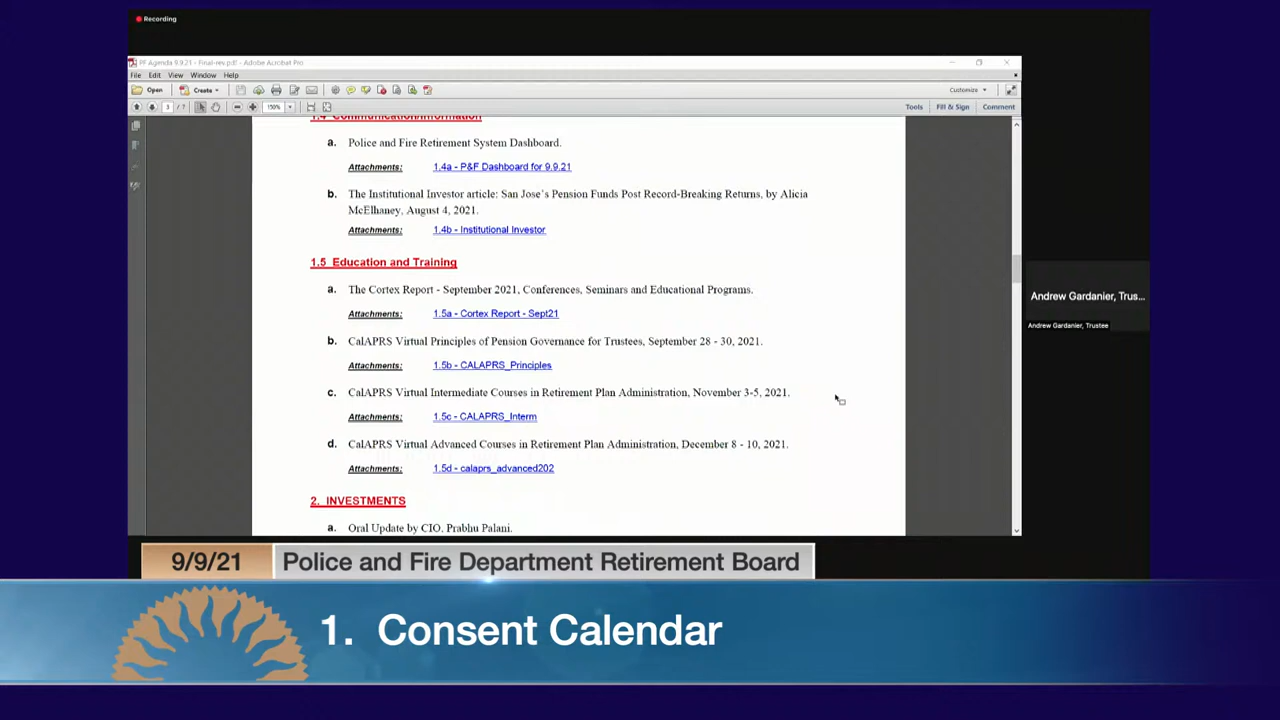 Recording
PF Agenda 9.9.21 - Final-rev.pdf - Adobe Acrobat Pro
File Edit View Window Help
Open Create Customize
3 / 7 150% Tools Fill & Sign Comment
1.4 Communication/Information
a. Police and Fire Retirement System Dashboard.
Attachments: 1.4a - P&F Dashboard for 9.9.21
b. The Institutional Investor article: San Jose's Pension Funds Post Record-Breaking Returns, by Alicia
McElhaney, August 4, 2021.
Attachments: 1.4b - Institutional Investor
1.5 Education and Training
a. The Cortex Report - September 2021, Conferences, Seminars and Educational Programs.
Attachments: 1.5a - Cortex Report - Sept21
b. CalAPRS Virtual Principles of Pension Governance for Trustees, September 28 - 30, 2021.
Attachments: 1.5b - CALAPRS_Principles
c. CalAPRS Virtual Intermediate Courses in Retirement Plan Administration, November 3-5, 2021.
Attachments: 1.5c - CALAPRS_Interm
d. CalAPRS Virtual Advanced Courses in Retirement Plan Administration, December 8 - 10, 2021.
Attachments: 1.5d - calaprs_advanced202
2. INVESTMENTS
a. Oral Update by CIO, Prabhu Palani.
Andrew Gardanier, Trus...
Andrew Gardanier, Trustee
9/9/21 Police and Fire Department Retirement Board
1. Consent Calendar